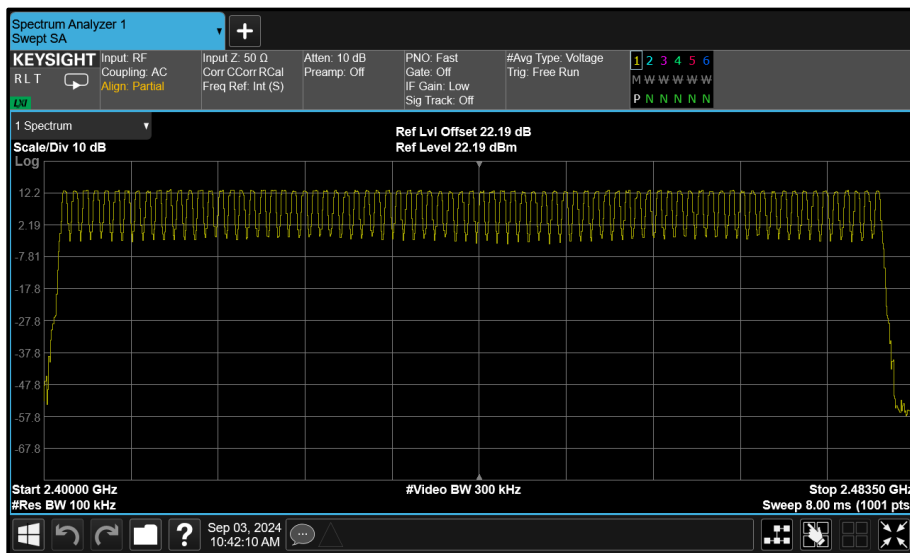 Spectrum Analyzer 1
Swept SA
+
KEYSIGHT
R L T
LXI
Input: RF
Coupling: AC
Align: Partial
Input Z: 50 Ω
Corr CCorr RCal
Freq Ref: Int (S)
Atten: 10 dB
Preamp: Off
PNO: Fast
Gate: Off
IF Gain: Low
Sig Track: Off
#Avg Type: Voltage
Trig: Free Run
1 2 3 4 5 6
M W W W W W
P N N N N N
1 Spectrum
Scale/Div 10 dB
Ref Lvl Offset 22.19 dB
Ref Level 22.19 dBm
Log
12.2
2.19
-7.81
-17.8
-27.8
-37.8
-47.8
-57.8
-67.8
Start 2.40000 GHz
#Res BW 100 kHz
#Video BW 300 kHz
Stop 2.48350 GHz
Sweep 8.00 ms (1001 pts
?
Sep 03, 2024
10:42:10 AM